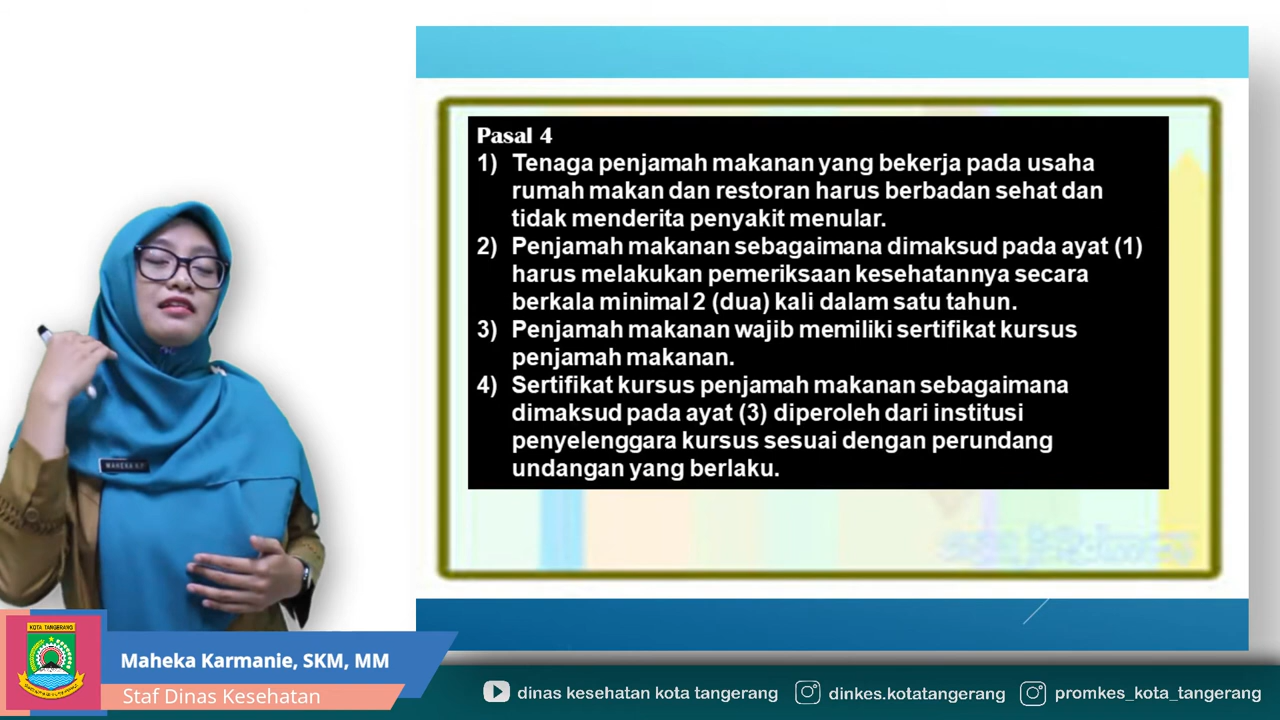 Pasal 4
1) Tenaga penjamah makanan yang bekerja pada usaha
rumah makan dan restoran harus berbadan sehat dan
tidak menderita penyakit menular.
2) Penjamah makanan sebagaimana dimaksud pada ayat (1)
harus melakukan pemeriksaan kesehatannya secara
berkala minimal 2 (dua) kali dalam satu tahun.
3) Penjamah makanan wajib memiliki sertifikat kursus
penjamah makanan.
4) Sertifikat kursus penjamah makanan sebagaimana
dimaksud pada ayat (3) diperoleh dari institusi
penyelenggara kursus sesuai dengan perundang
undangan yang berlaku.
KOTA TANGERANG
Maheka Karmanie, SKM, MM
Staf Dinas Kesehatan
dinas kesehatan kota tangerang
dinkes.kotatangerang
promkes_kota_tangerang